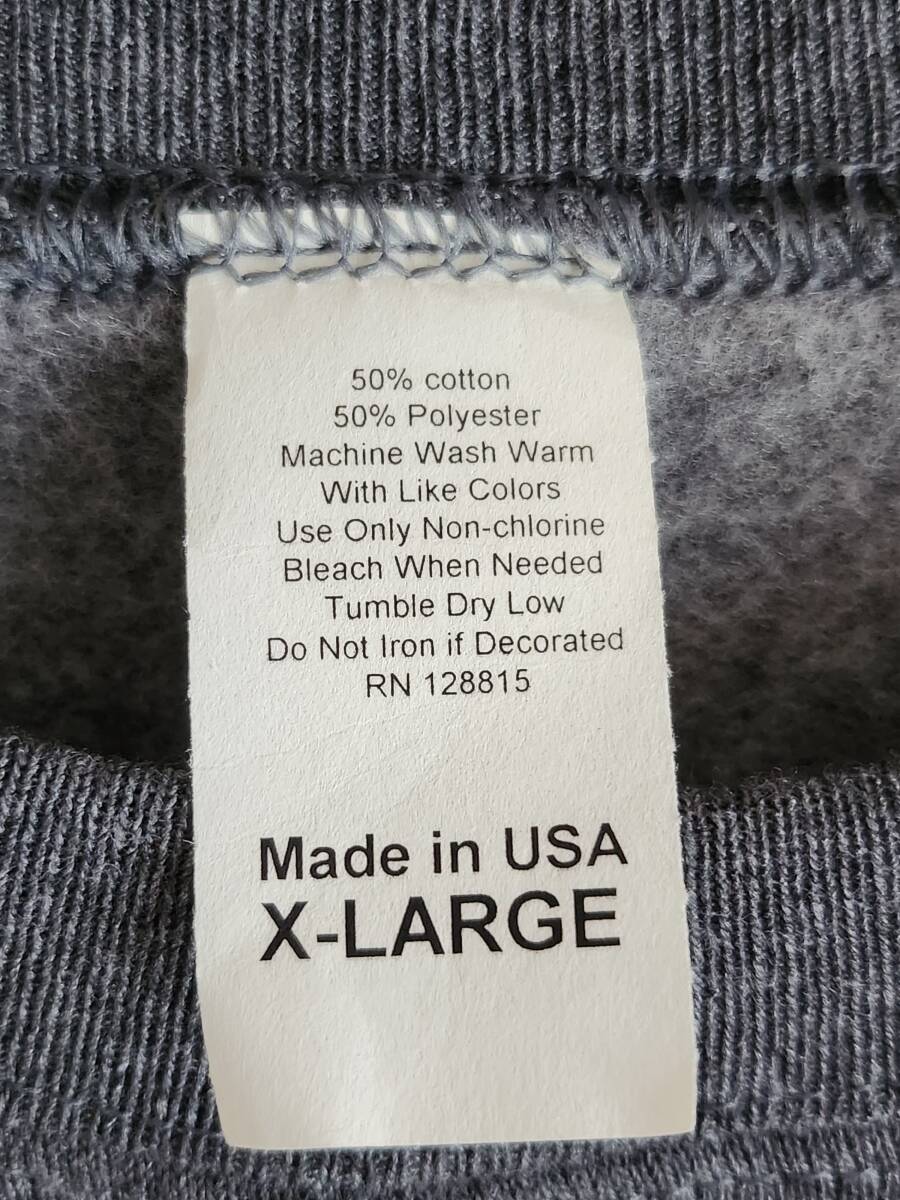 50% cotton
50% Polyester
Machine Wash Warm
With Like Colors
Use Only Non-chlorine
Bleach When Needed
Tumble Dry Low
Do Not Iron if Decorated
RN 128815
Made in USA
X-LARGE